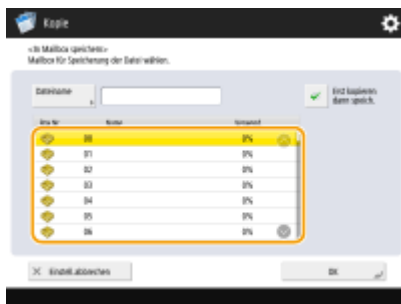 Kopie
<In Mailbox speichern>
Mailbox für Speicherung der Datei wählen.
Dateiname
Erst kopieren
dann speich.
Box-Nr. Name Verwend.
00 0%
01 0%
02 0%
03 0%
04 0%
05 0%
06 0%
× Einstell.abbrechen OK